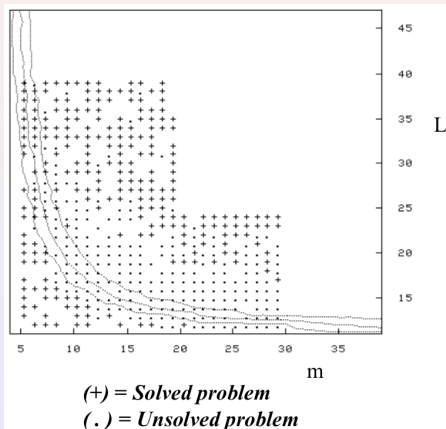 45
40
35
L
30
25
20
15
5 10 15 20 25 30 35
m
(+) = Solved problem
( . ) = Unsolved problem